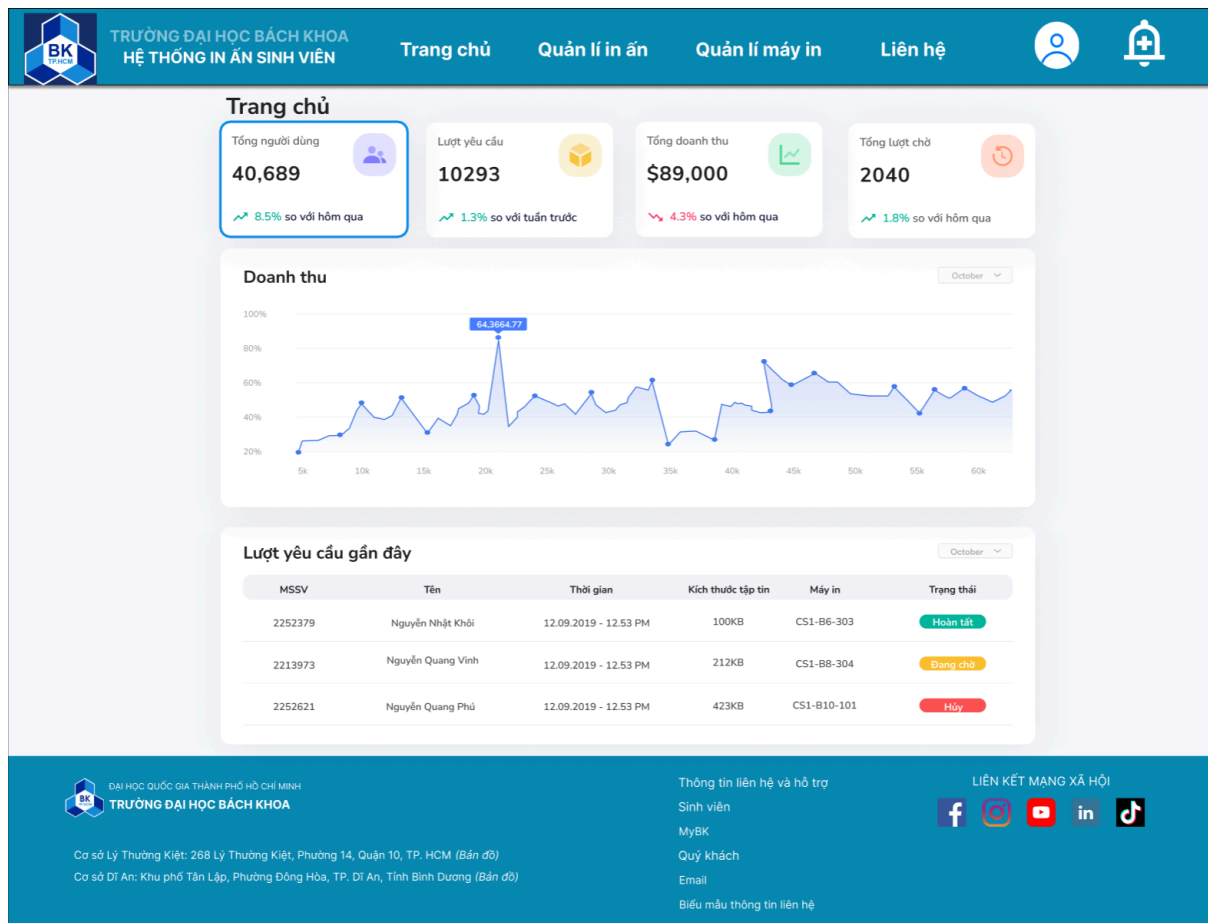 BK
TP.HCM
TRƯỜNG ĐẠI HỌC BÁCH KHOA
HỆ THỐNG IN ẤN SINH VIÊN
Trang chủ
Quản lí in ấn
Quản lí máy in
Liên hệ
Trang chủ
Tổng người dùng
40,689
8.5% so với hôm qua
Lượt yêu cầu
10293
1.3% so với tuần trước
Tổng doanh thu
$89,000
4.3% so với hôm qua
Tổng lượt chờ
2040
1.8% so với hôm qua
Doanh thu
October
100%
80%
60%
40%
20%
64,3664.77
5k 10k 15k 20k 25k 30k 35k 40k 45k 50k 55k 60k
Lượt yêu cầu gần đây
October
MSSV Tên Thời gian Kích thước tập tin Máy in Trạng thái
2252379 Nguyễn Nhật Khôi 12.09.2019 - 12.53 PM 100KB CS1-B6-303 Hoàn tất
2213973 Nguyễn Quang Vinh 12.09.2019 - 12.53 PM 212KB CS1-B8-304 Đang chờ
2252621 Nguyễn Quang Phú 12.09.2019 - 12.53 PM 423KB CS1-B10-101 Hủy
BK
ĐẠI HỌC QUỐC GIA THÀNH PHỐ HỒ CHÍ MINH
TRƯỜNG ĐẠI HỌC BÁCH KHOA
Cơ sở Lý Thường Kiệt: 268 Lý Thường Kiệt, Phường 14, Quận 10, TP. HCM (Bản đồ)
Cơ sở Dĩ An: Khu phố Tân Lập, Phường Đông Hòa, TP. Dĩ An, Tỉnh Bình Dương (Bản đồ)
Thông tin liên hệ và hỗ trợ
Sinh viên
MyBK
Quý khách
Email
Biểu mẫu thông tin liên hệ
LIÊN KẾT MẠNG XÃ HỘI
f
in